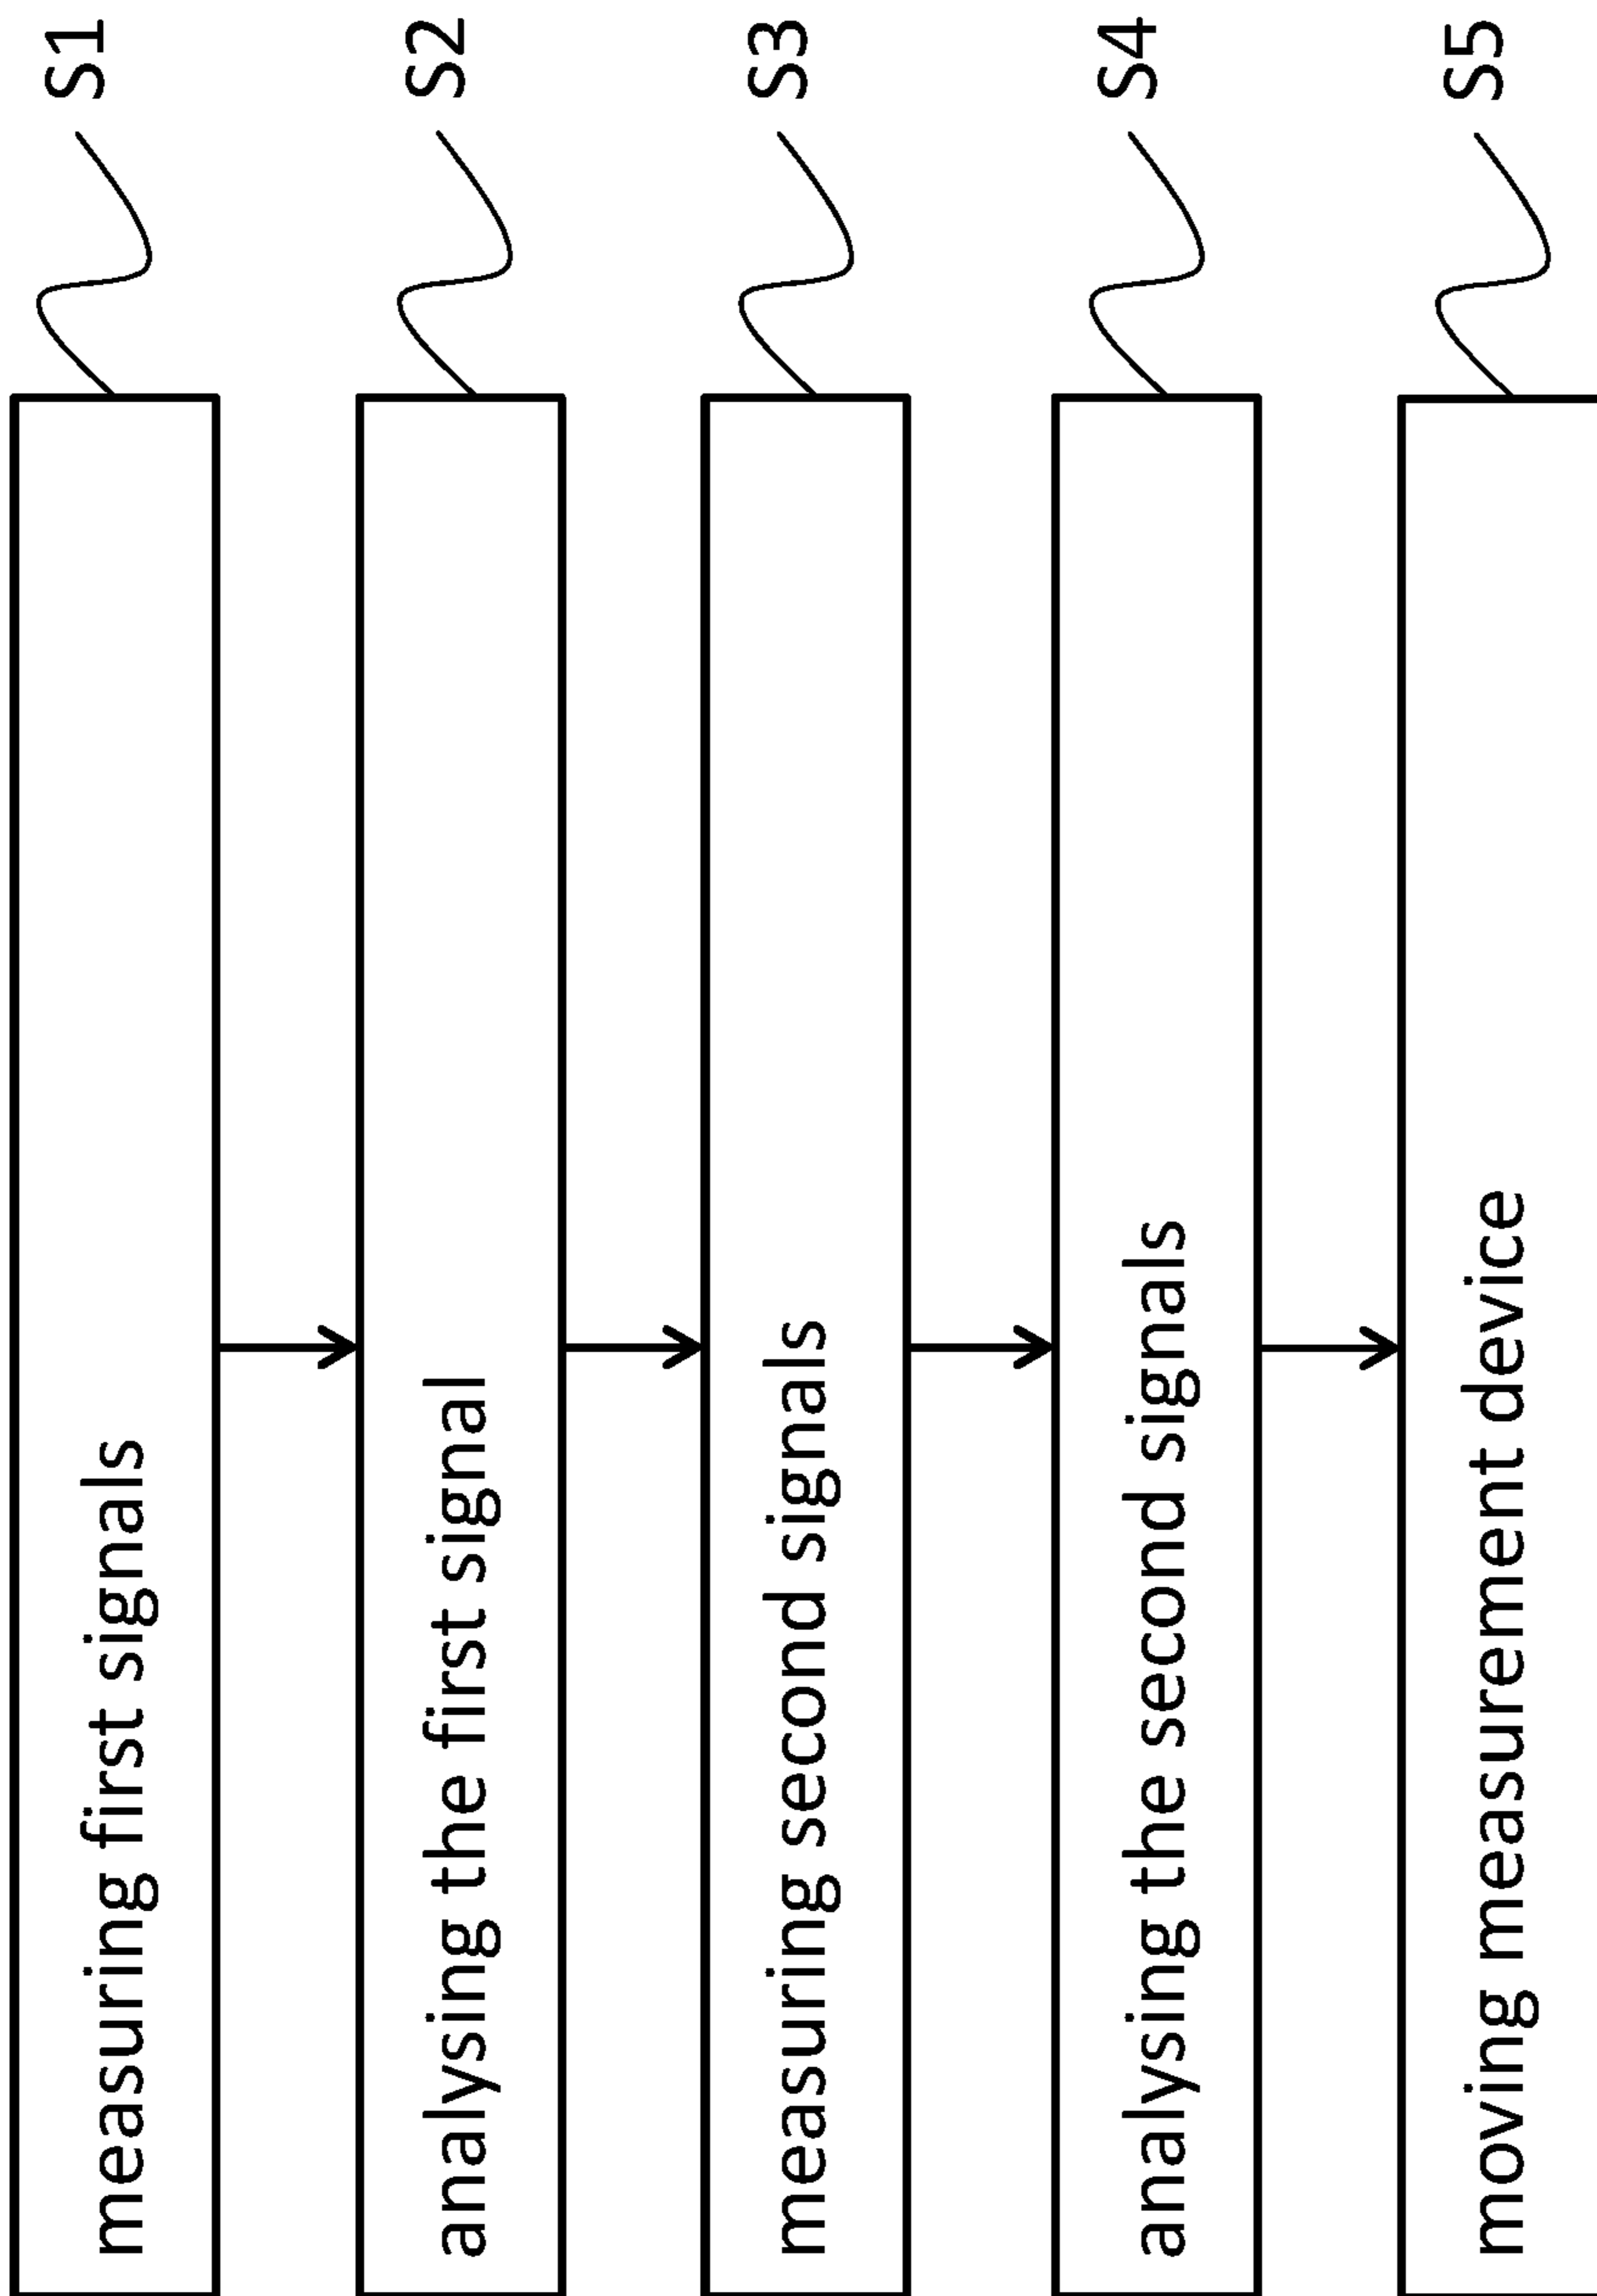 measuring first signals S1
analysing the first signal S2
measuring second signals S3
analysing the second signals S4
moving measurement device S5